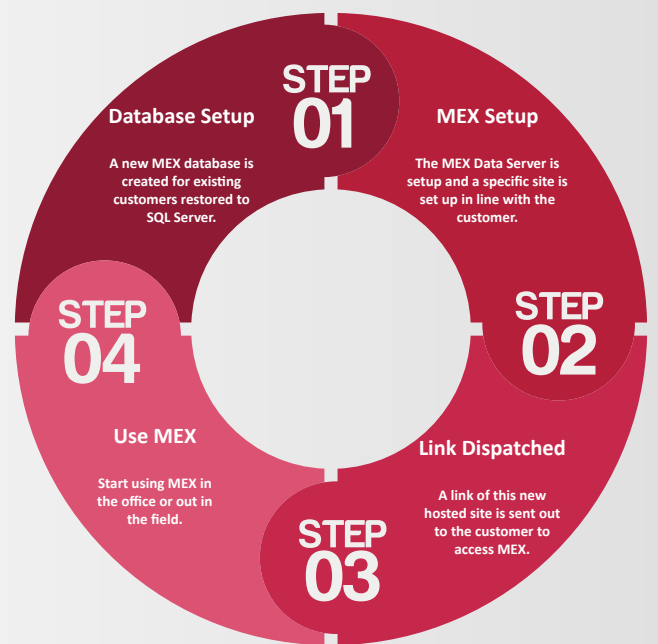 STEP
01
Database Setup
A new MEX database is
created for existing
customers restored to
SQL Server.
MEX Setup
The MEX Data Server is
setup and a specific site is
set up in line with the
customer.
STEP
02
Link Dispatched
A link of this new
hosted site is sent out
to the customer to
access MEX.
STEP
03
STEP
04
Use MEX
Start using MEX in
the office or out in
the field.